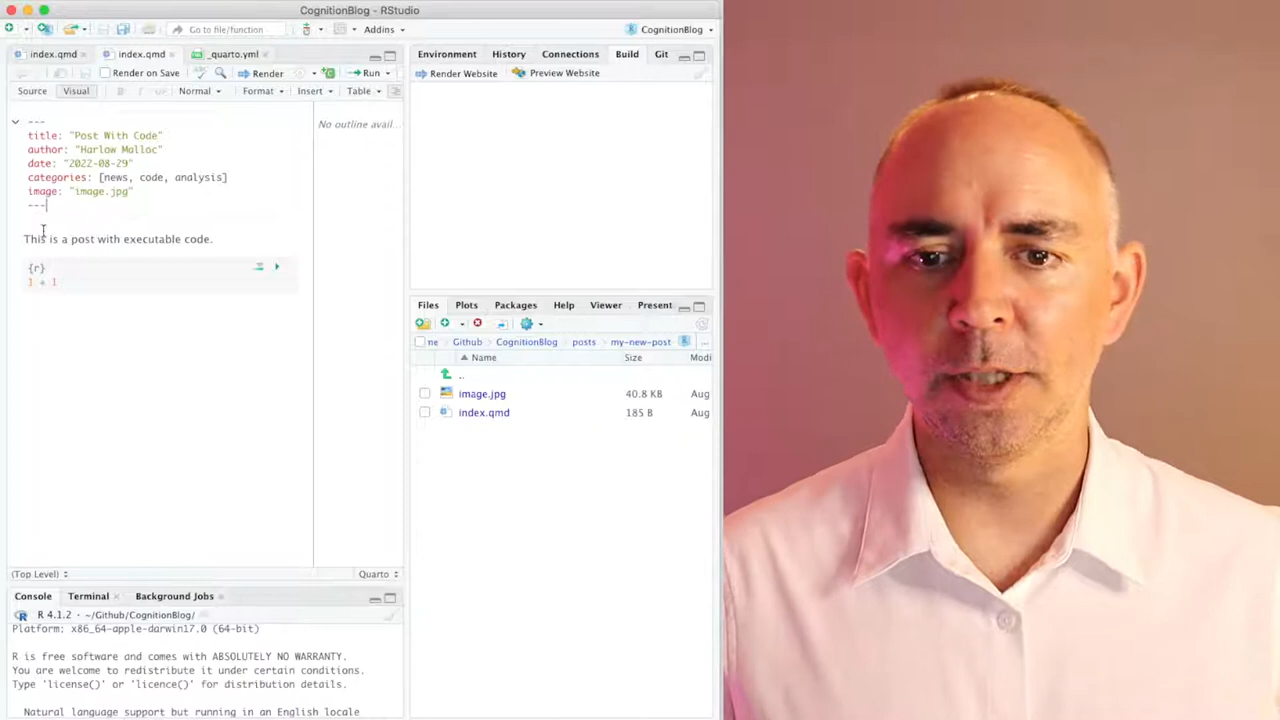 CognitionBlog - RStudio
Go to file/function
Addins
CognitionBlog
index.qmd
index.qmd
_quarto.yml
Render on Save
Render
Run
Source
Visual
Normal
Format
Insert
Table
---
title: "Post With Code"
author: "Harlow Malloc"
date: "2022-08-29"
categories: [news, code, analysis]
image: "image.jpg"
---
This is a post with executable code.
{r}
1 + 1
No outline avail...
(Top Level)
Quarto
Console
Terminal
Background Jobs
R 4.1.2 · ~/Github/CognitionBlog/
Platform: x86_64-apple-darwin17.0 (64-bit)
R is free software and comes with ABSOLUTELY NO WARRANTY.
You are welcome to redistribute it under certain conditions.
Type 'license()' or 'licence()' for distribution details.
Natural language support but running in an English locale
Environment
History
Connections
Build
Git
Render Website
Preview Website
Files
Plots
Packages
Help
Viewer
Present
ne
Github
CognitionBlog
posts
my-new-post
...
Name
Size
Modi
..
image.jpg
40.8 KB
Aug
index.qmd
185 B
Aug